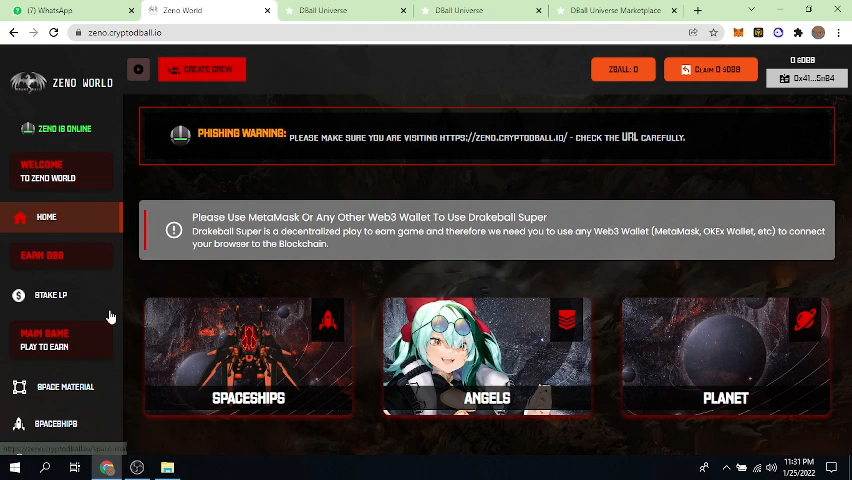 (7) WhatsApp
Zeno World
DBall Universe
DBall Universe
DBall Universe Marketplace
zeno.cryptodball.io
ZENO WORLD
CREATE CREW
ZBALL: 0
CLAIM 0 $DBS
0 $DBS
0x41...5nB4
ZENO IS ONLINE
PHISHING WARNING: PLEASE MAKE SURE YOU ARE VISITING HTTPS://ZENO.CRYPTODBALL.IO/ - CHECK THE URL CAREFULLY.
WELCOME
TO ZENO WORLD
HOME
Please Use MetaMask Or Any Other Web3 Wallet To Use Drakeball Super
Drakeball Super is a decentralized play to earn game and therefore we need you to use any Web3 Wallet (MetaMask, OKEx Wallet, etc) to connect
your browser to the Blockchain.
EARN DBS
STAKE LP
MAIN GAME
PLAY TO EARN
SPACE MATERIAL
SPACESHIPS
SPACESHIPS
ANGELS
PLANET
11:31 PM
1/25/2022